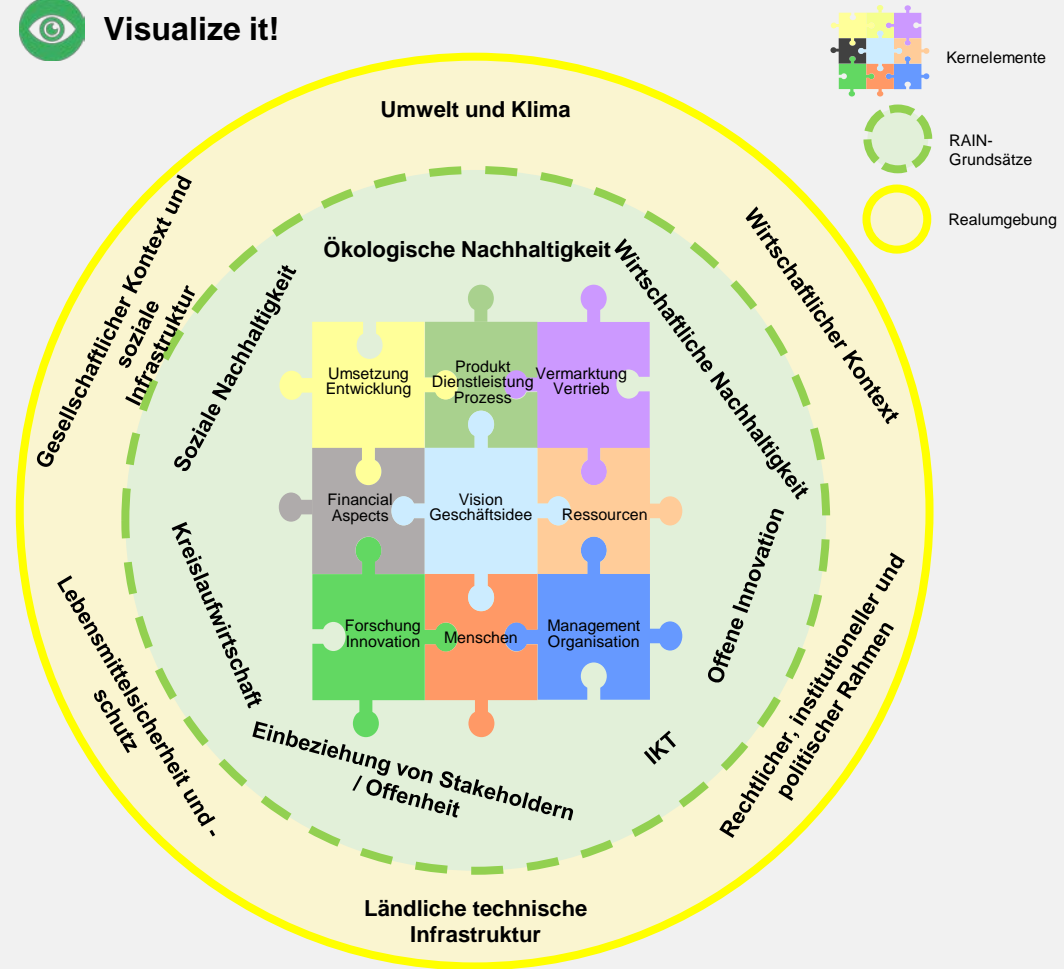 Visualize it!
Kernelemente
RAIN-
Grundsätze
Realumgebung
Umwelt und Klima
Gesellschaftlicher Kontext und
soziale
Infrastruktur
Wirtschaftlicher Kontext
Ökologische Nachhaltigkeit
Soziale Nachhaltigkeit
Wirtschaftliche Nachhaltigkeit
Umsetzung
Entwicklung
Produkt
Dienstleistung
Prozess
Vermarktung
Vertrieb
Financial
Aspects
Vision
Geschäftsidee
Ressourcen
Forschung
Innovation
Menschen
Management
Organisation
Kreislaufwirtschaft
Offene Innovation
Einbeziehung von Stakeholdern
/ Offenheit
IKT
Lebensmittelsicherheit und -
schutz
Rechtlicher, institutioneller und
politischer Rahmen
Ländliche technische
Infrastruktur